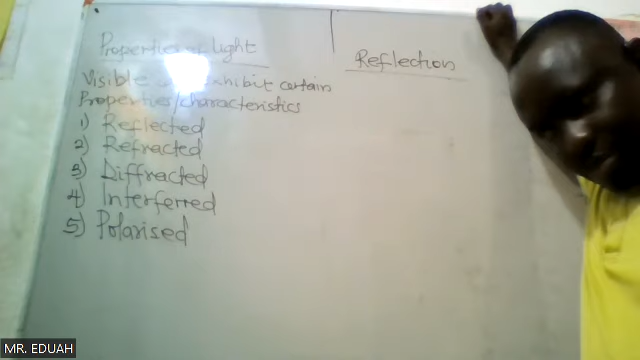 Properties of light
Visible exhibit certain
Properties/characteristics
1) Reflected
2) Refracted
3) Diffracted
4) Interferred
5) Polarised
Reflection
MR. EDUAH